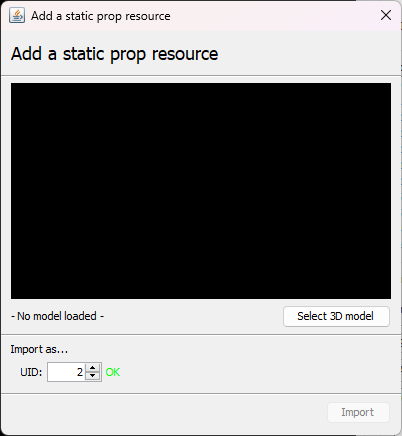 Add a static prop resource
Add a static prop resource
- No model loaded -
Select 3D model
Import as...
UID: 2 OK
Import